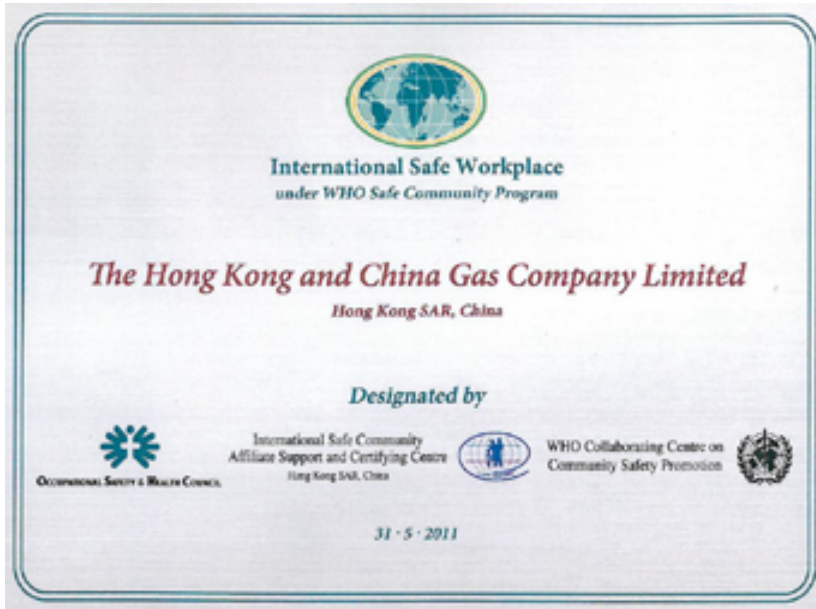 International Safe Workplace
under WHO Safe Community Program
The Hong Kong and China Gas Company Limited
Hong Kong SAR, China
Designated by
OCCUPATIONAL SAFETY & HEALTH COUNCIL
International Safe Community
Affiliate Support and Certifying Centre
Hong Kong SAR, China
WHO Collaborating Centre on
Community Safety Promotion
31 · 5 · 2011